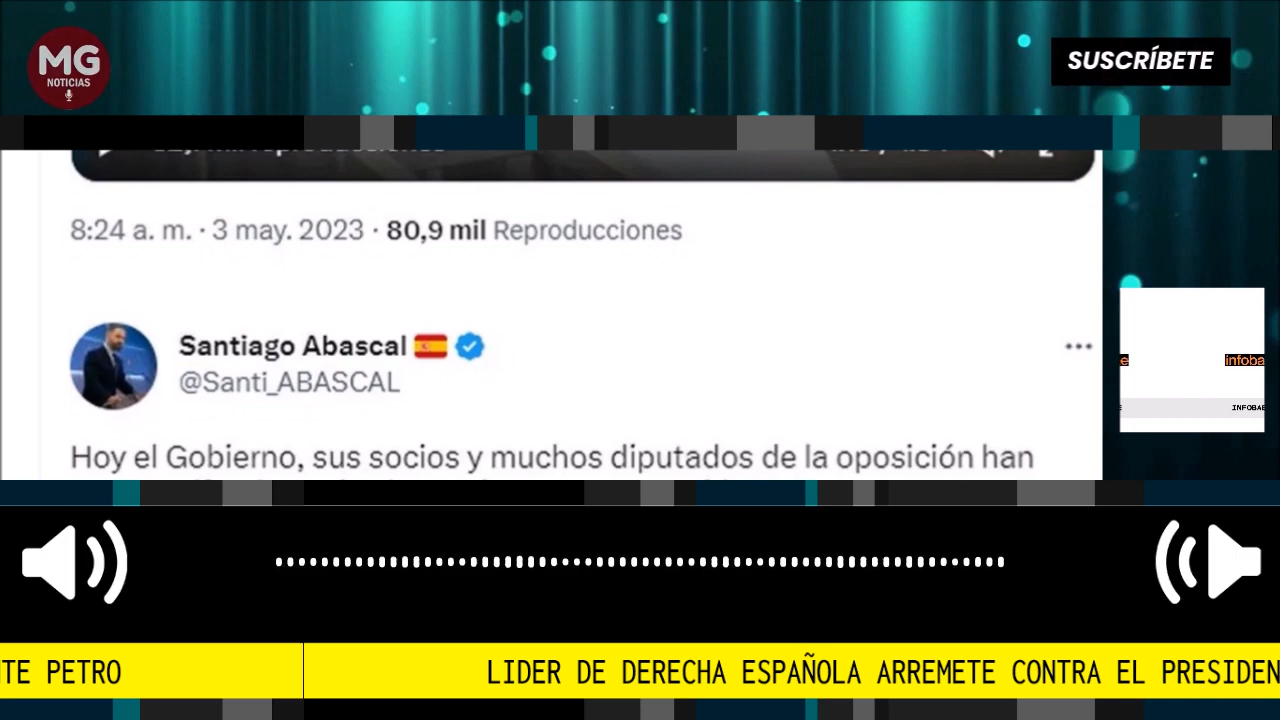 MG
NOTICIAS
SUSCRÍBETE
8:24 a. m. · 3 may. 2023 · 80,9 mil Reproducciones
Santiago Abascal
@Santi_ABASCAL
Hoy el Gobierno, sus socios y muchos diputados de la oposición han
infoba
INFOBAE
TE PETRO
LIDER DE DERECHA ESPAÑOLA ARREMETE CONTRA EL PRESIDEN